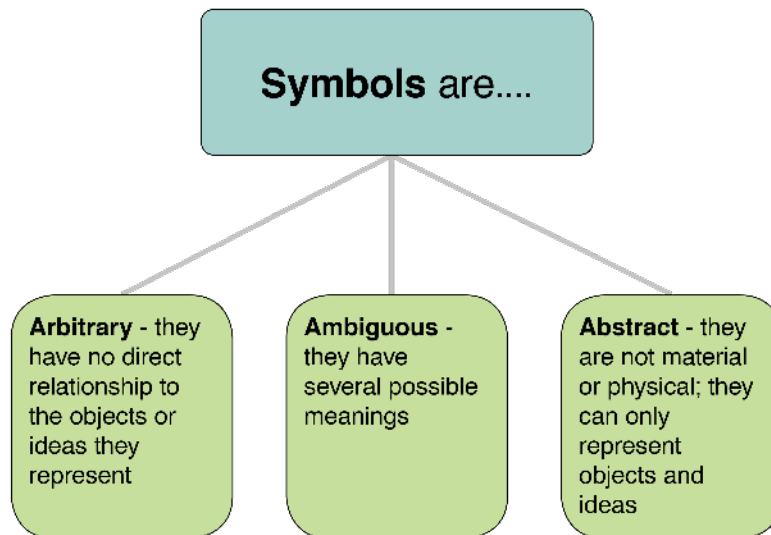 Symbols are....
Arbitrary - they
have no direct
relationship to
the objects or
ideas they
represent
Ambiguous -
they have
several possible
meanings
Abstract - they
are not material
or physical; they
can only
represent
objects and
ideas